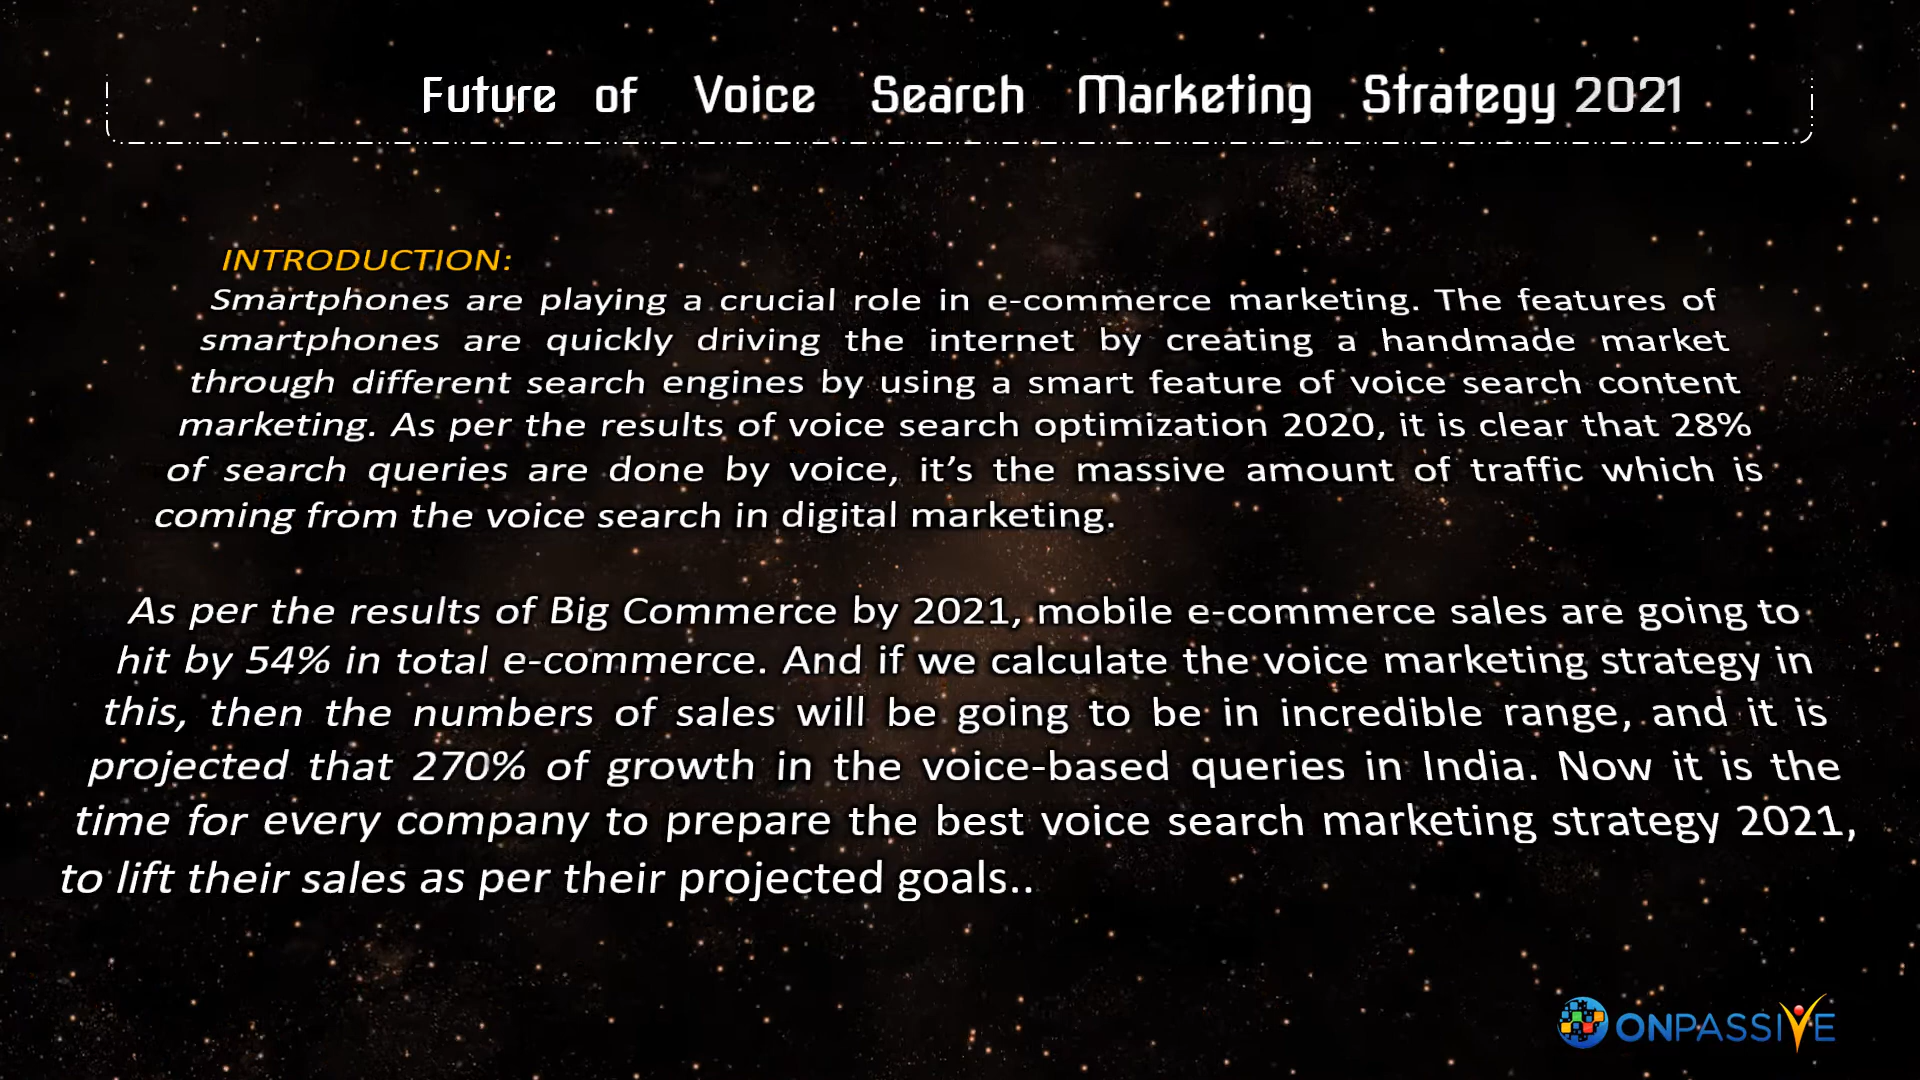 Future of Voice Search Marketing Strategy 2021
INTRODUCTION:
Smartphones are playing a crucial role in e-commerce marketing. The features of
smartphones are quickly driving the internet by creating a handmade market
through different search engines by using a smart feature of voice search content
marketing. As per the results of voice search optimization 2020, it is clear that 28%
of search queries are done by voice, it’s the massive amount of traffic which is
coming from the voice search in digital marketing.
As per the results of Big Commerce by 2021, mobile e-commerce sales are going to
hit by 54% in total e-commerce. And if we calculate the voice marketing strategy in
this, then the numbers of sales will be going to be in incredible range, and it is
projected that 270% of growth in the voice-based queries in India. Now it is the
time for every company to prepare the best voice search marketing strategy 2021,
to lift their sales as per their projected goals..
ONPASSIVE